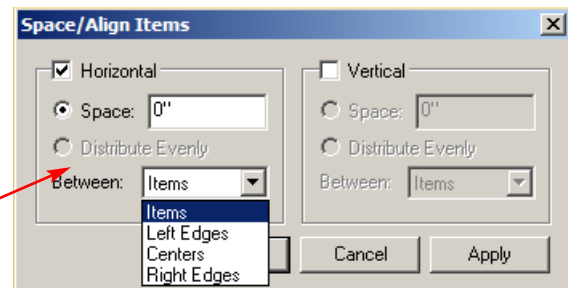 Space/Align Items
Horizontal
Space: 0"
Distribute Evenly
Between: Items
Items
Left Edges
Centers
Right Edges
Vertical
Space: 0"
Distribute Evenly
Between: Items
Cancel
Apply